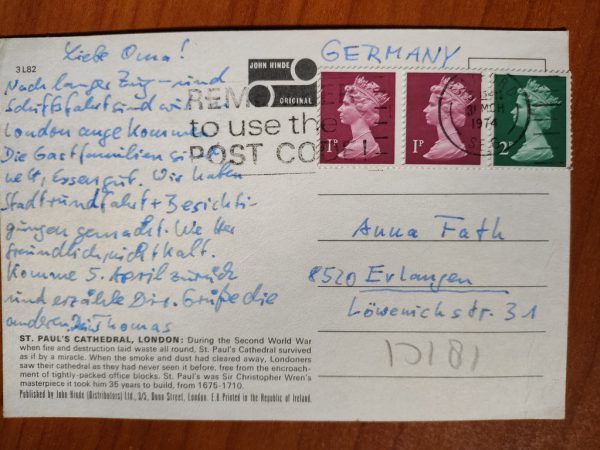 3L82
Liebe Oma!
Nach langer Zug- und
Schiffsfahrt sind wir
London angekommen
Die Gastfamilien si
nett, Essen gut. Wir haben
Stadtrundfahrt + Besichti-
gungen gemacht. Wetter
freundlich, nicht kalt.
Komme 5. April zurück
und erzähle Dir. Grüße die
anderen, Dein Thomas
ST. PAUL'S CATHEDRAL, LONDON: During the Second World War
when fire and destruction laid waste all round, St. Paul's Cathedral survived
as if by a miracle. When the smoke and dust had cleared away, Londoners
saw their cathedral as they had never seen it before, free from the encroach-
ment of tightly-packed office blocks. St. Paul's was Sir Christopher Wren's
masterpiece it took him 35 years to build, from 1675-1710.
Published by John Hinde (Distributors) Ltd., 3/5, Dunn Street, London. E.8. Printed in the Republic of Ireland.
JOHN HINDE
ORIGINAL
REMEMBER
to use the
POST CODE
GERMANY
1P
1P
2P
MCH
1974
Anna Fath
8520 Erlangen
Löwenichstr. 31